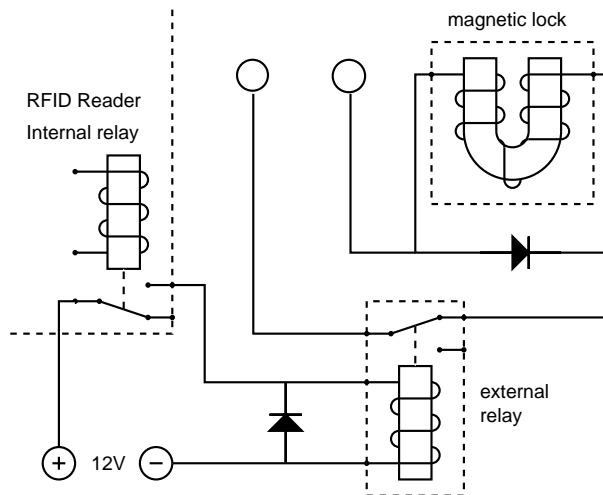 magnetic lock
RFID Reader
Internal relay
external
relay
+ 12V −